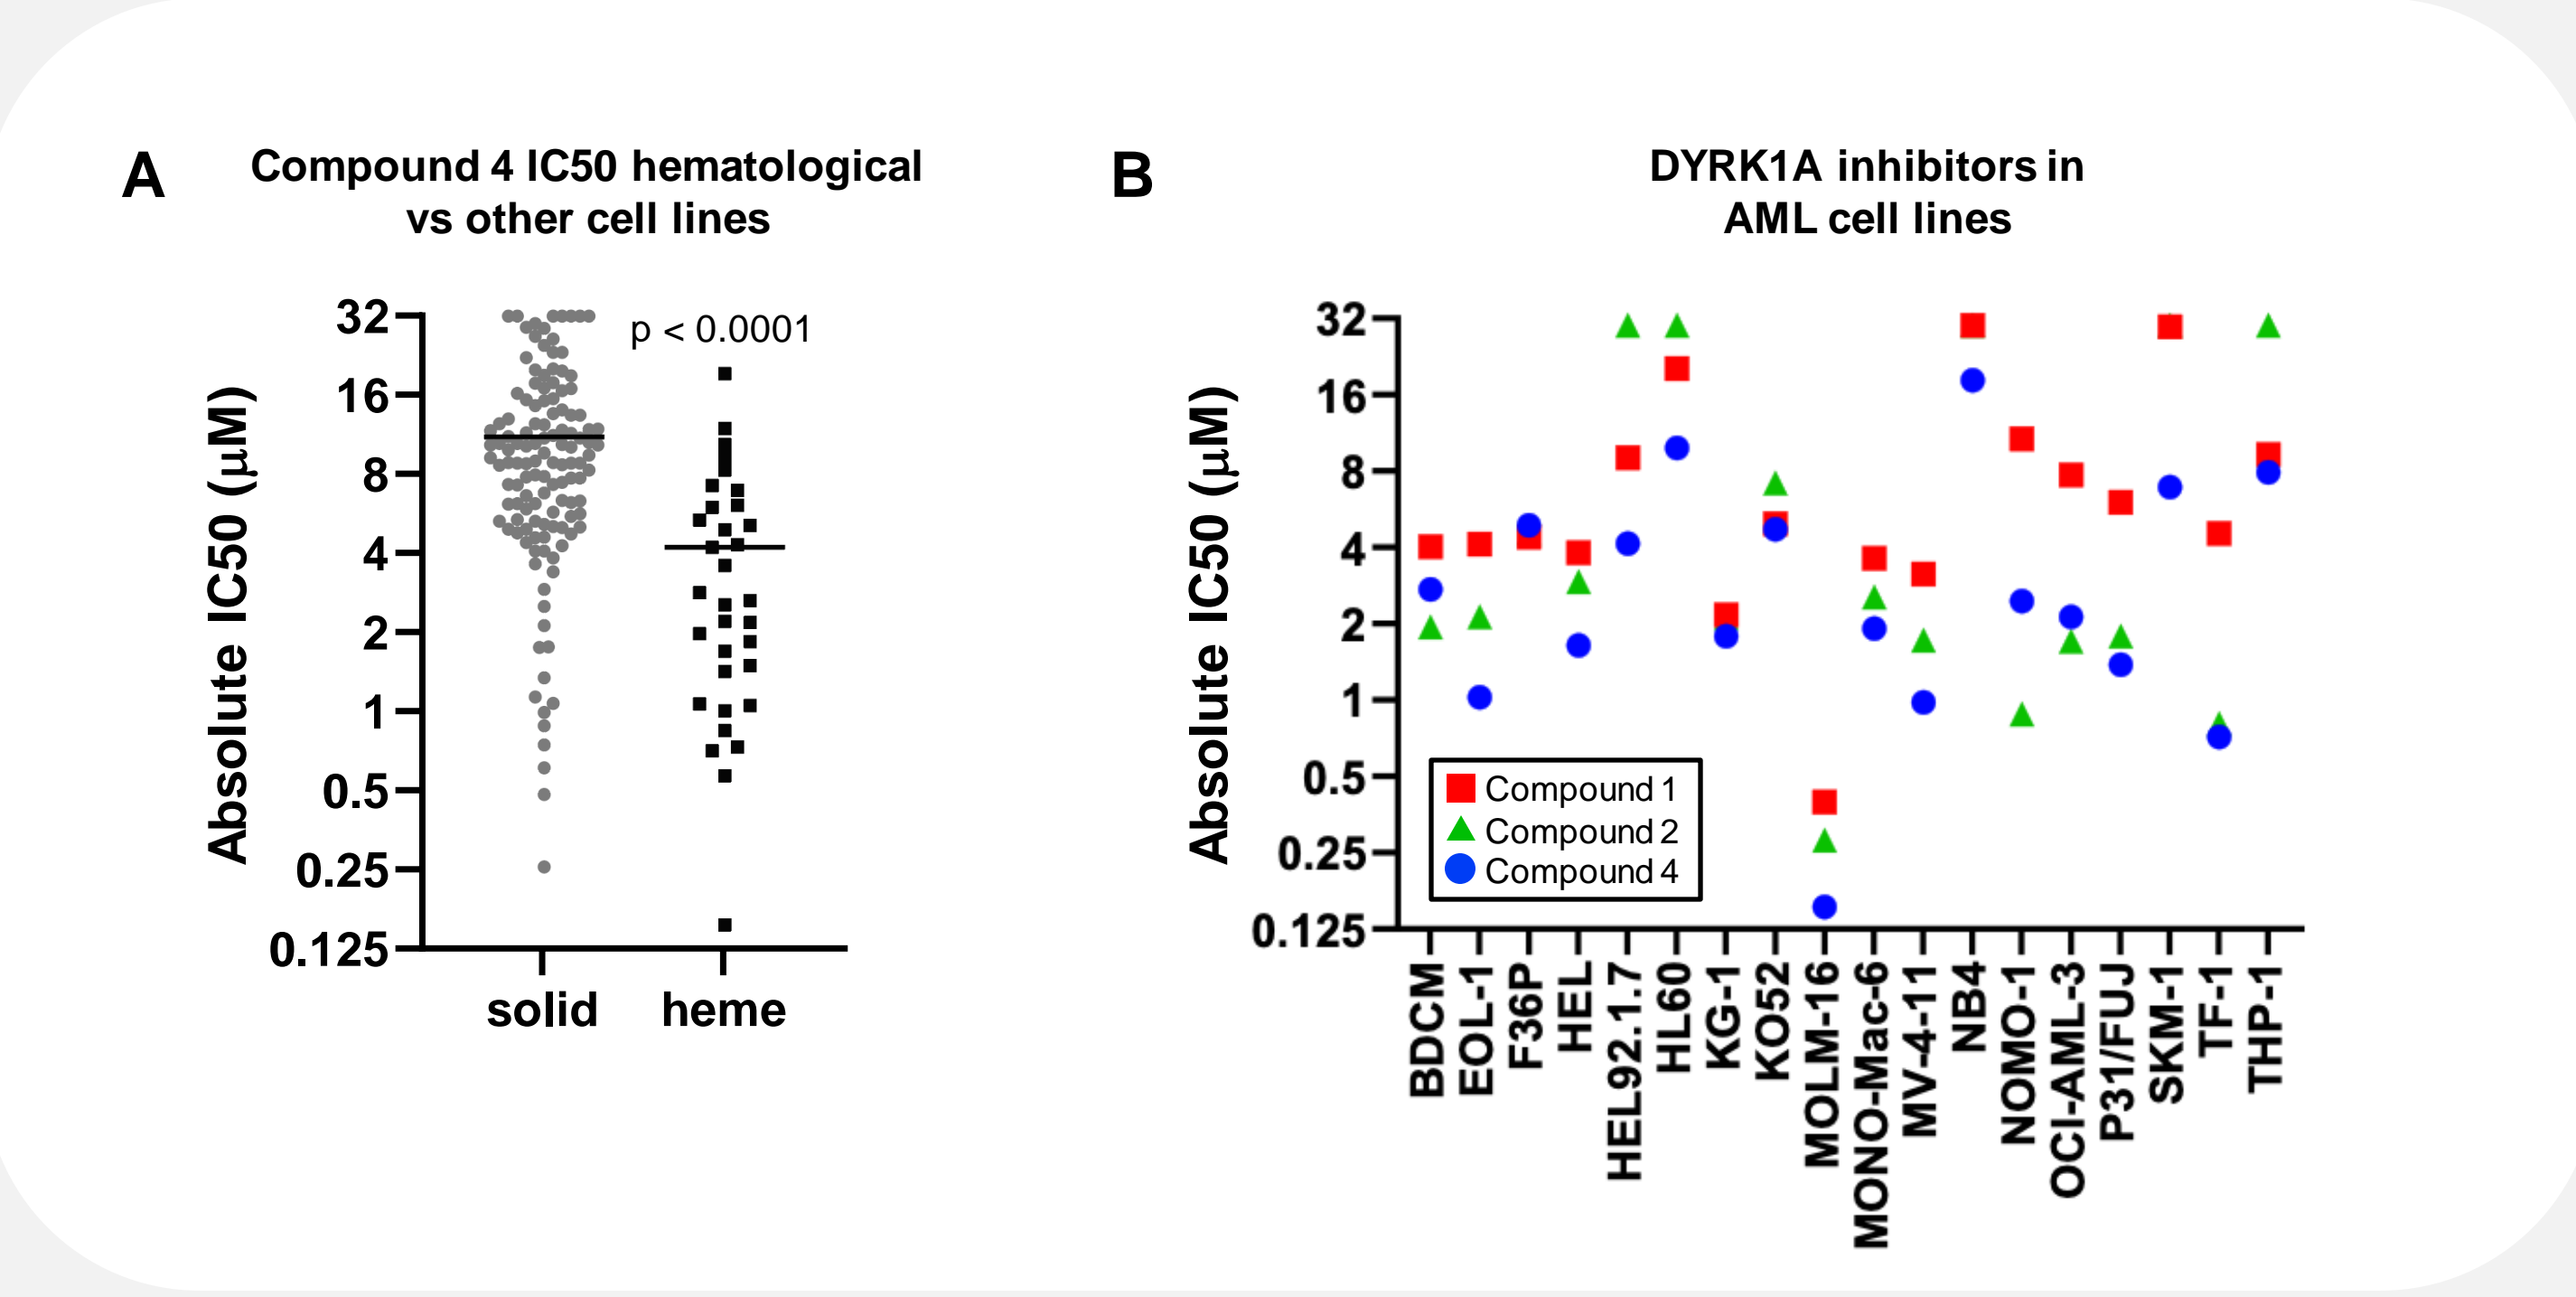 A
Compound 4 IC50 hematological
vs other cell lines
Absolute IC50 (µM)
32
16
8
4
2
1
0.5
0.25
0.125
p < 0.0001
solid
heme
B
DYRK1A inhibitors in
AML cell lines
Absolute IC50 (µM)
32
16
8
4
2
1
0.5
0.25
0.125
Compound 1
Compound 2
Compound 4
BDCM
EOL-1
F36P
HEL
HEL92.1.7
HL60
KG-1
KO52
MOLM-16
MONO-Mac-6
MV-4-11
NB4
NOMO-1
OCI-AML-3
P31/FUJ
SKM-1
TF-1
THP-1